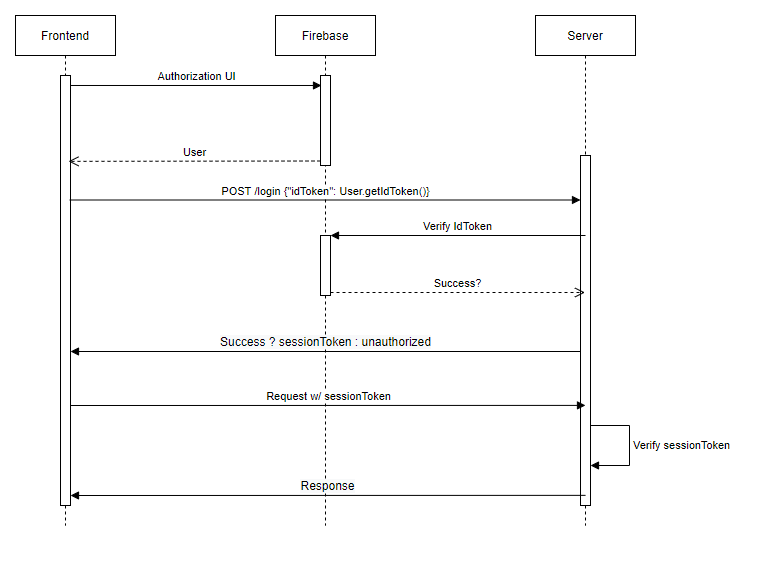 Frontend
Firebase
Server
Authorization UI
User
POST /login {"idToken": User.getIdToken()}
Verify IdToken
Success?
Success ? sessionToken : unauthorized
Request w/ sessionToken
Verify sessionToken
Response